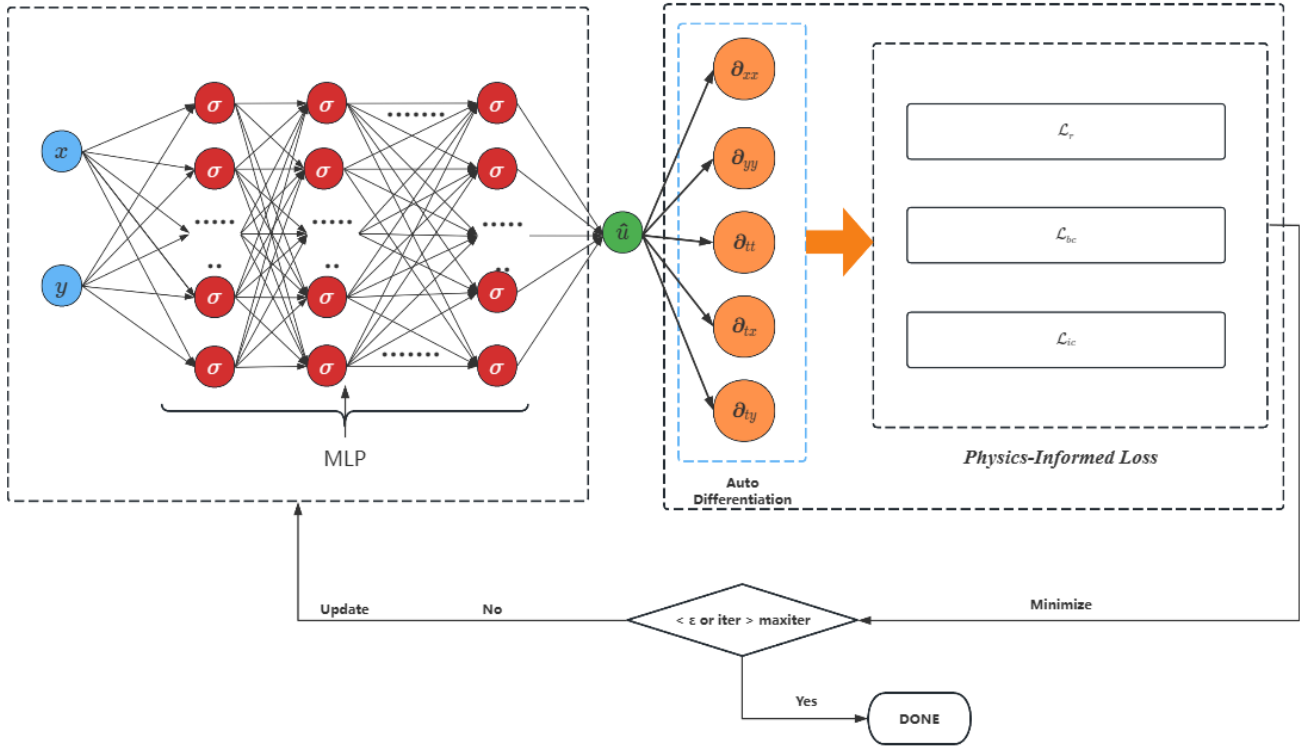 x
y
σ
σ
.....
..
σ
σ
σ
σ
.....
..
σ
σ
.......
.......
σ
σ
.....
..
σ
σ
MLP
û
∂xx
∂yy
∂tt
∂tx
∂ty
Auto
Differentiation
ℒr
ℒbc
ℒic
Physics-Informed Loss
Minimize
< ε or iter > maxiter
No
Update
Yes
DONE